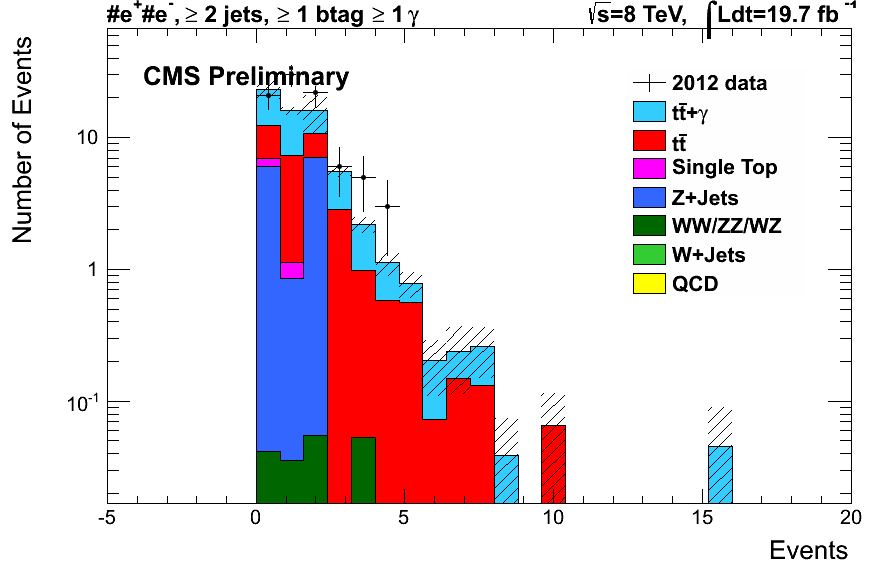 #e⁺#e⁻, ≥ 2 jets, ≥ 1 btag ≥ 1 γ
√s=8 TeV, ∫Ldt=19.7 fb⁻¹
CMS Preliminary
2012 data
tt̄+γ
tt̄
Single Top
Z+Jets
WW/ZZ/WZ
W+Jets
QCD
Number of Events
10
1
10⁻¹
-5 0 5 10 15 20
Events